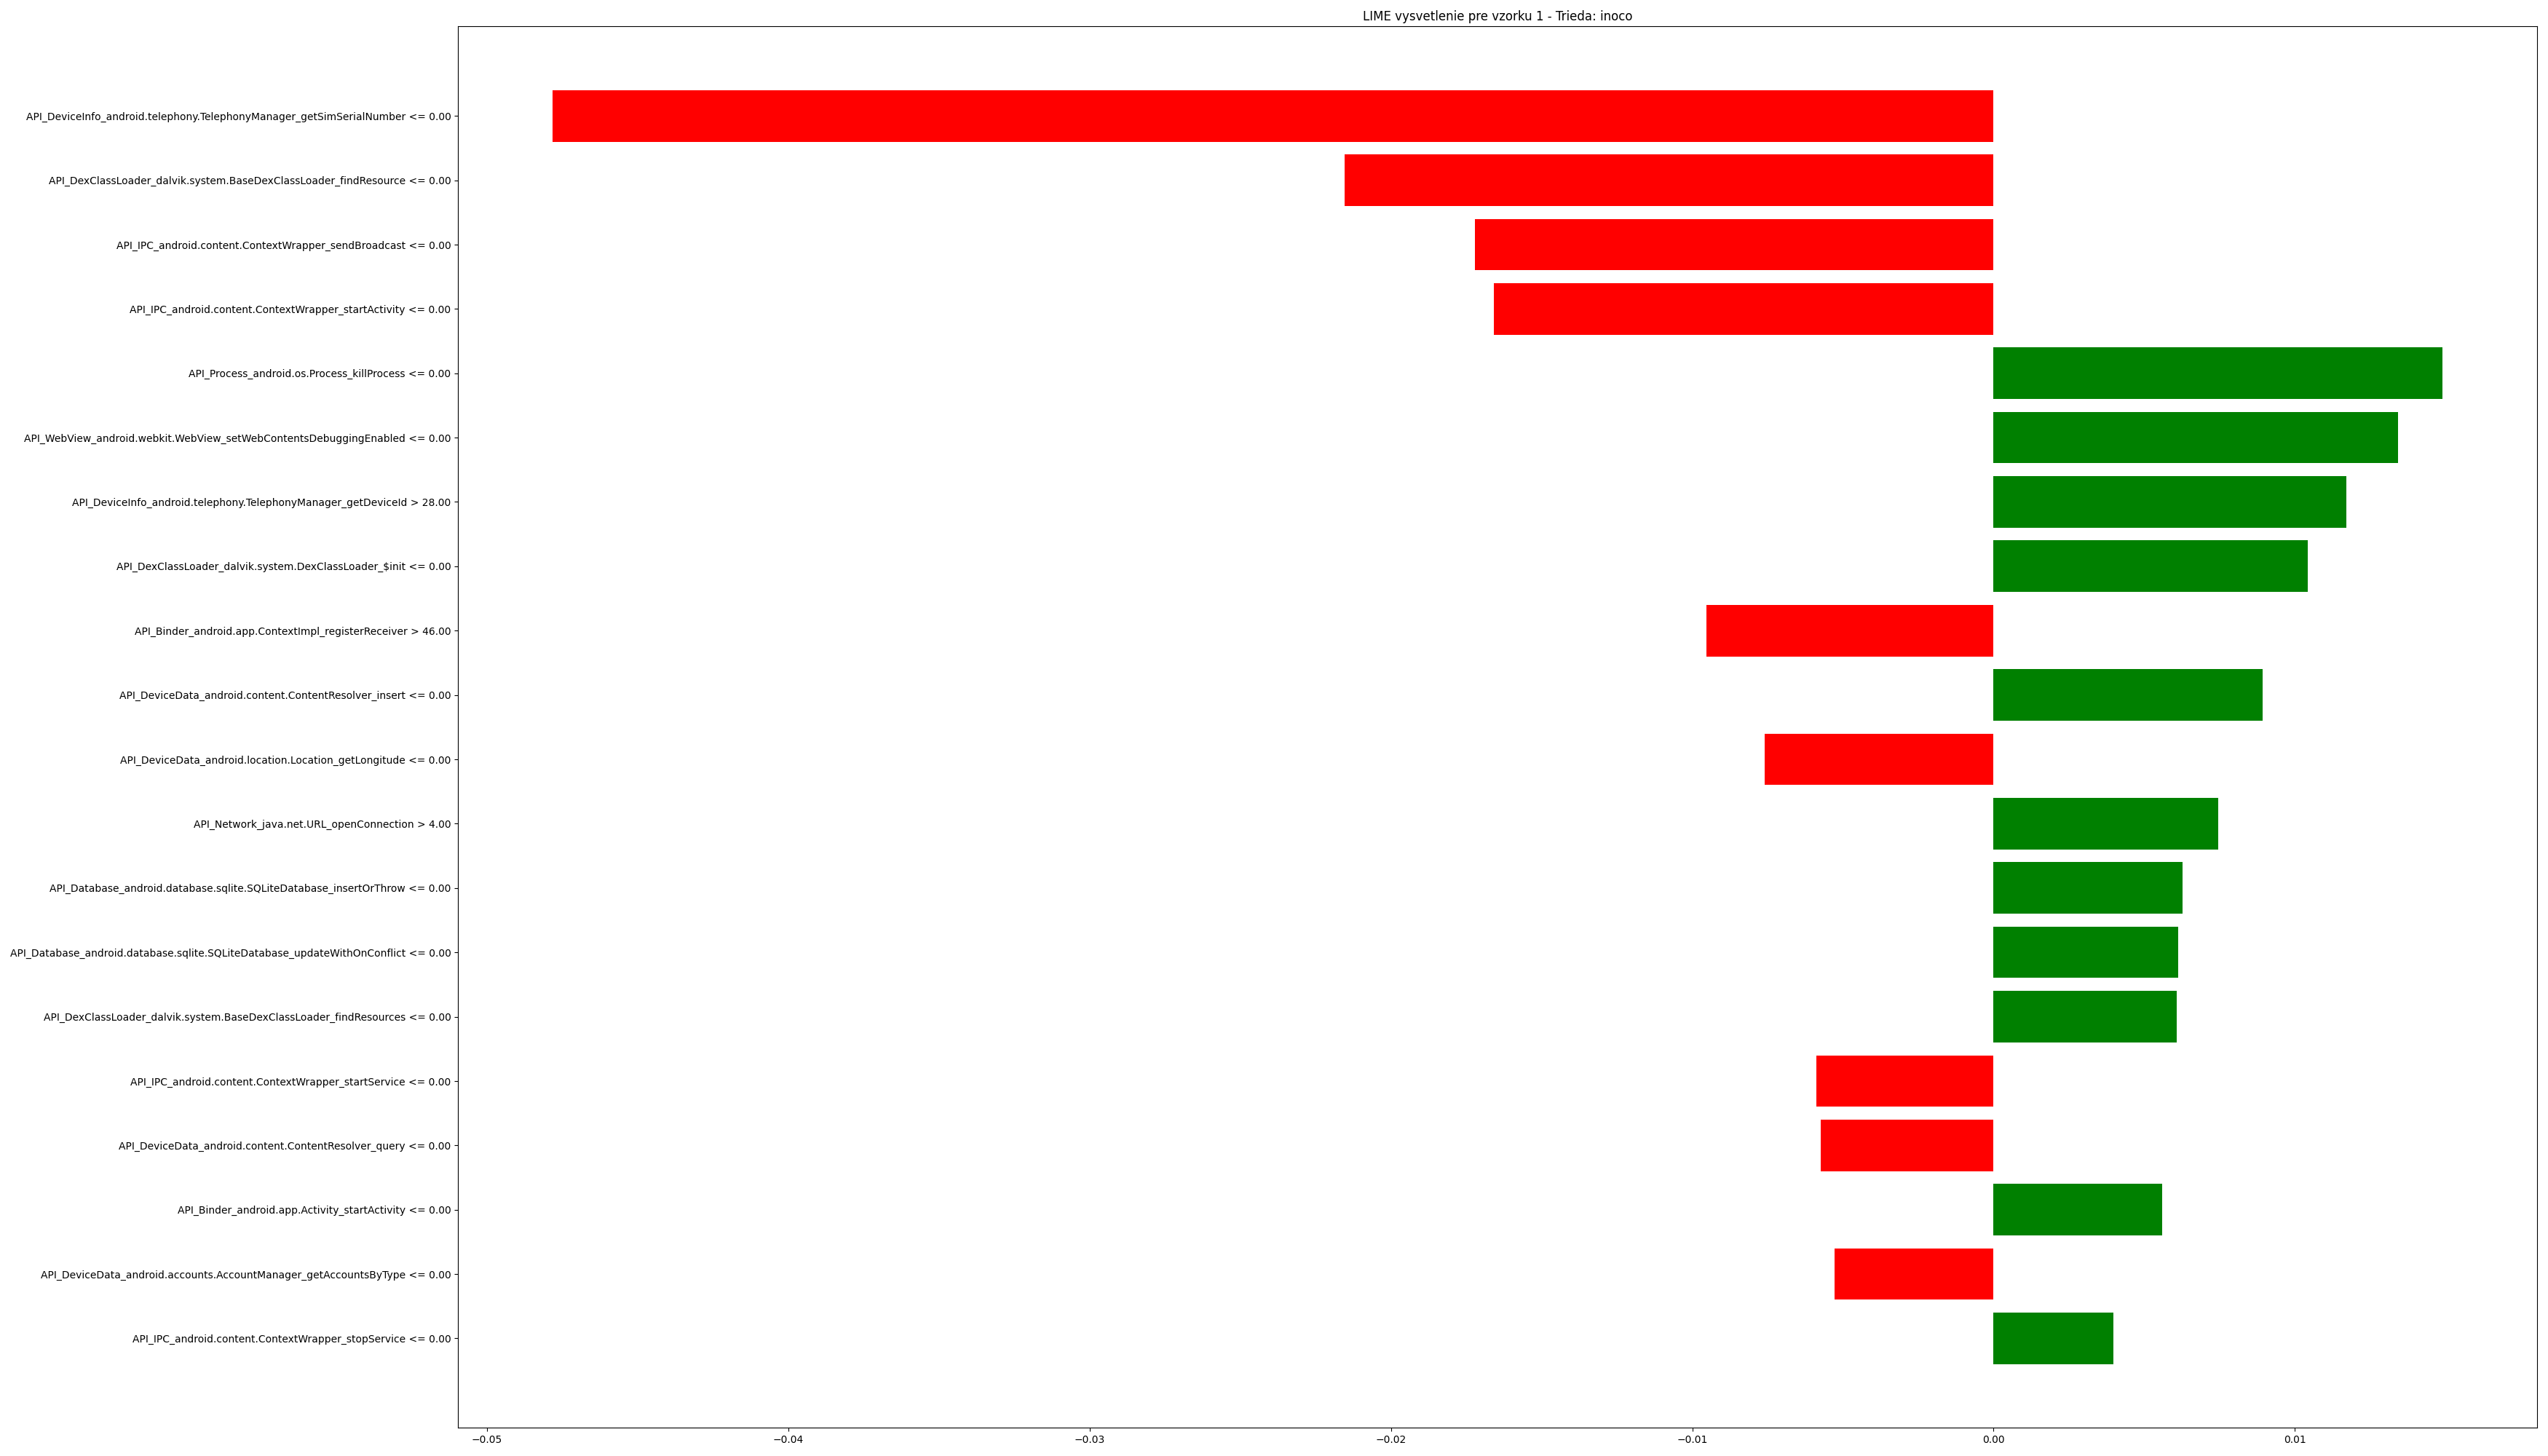 LIME vysvetlenie pre vzorku 1 - Trieda: inoco
API_DeviceInfo_android.telephony.TelephonyManager_getSimSerialNumber <= 0.00
API_DexClassLoader_dalvik.system.BaseDexClassLoader_findResource <= 0.00
API_IPC_android.content.ContextWrapper_sendBroadcast <= 0.00
API_IPC_android.content.ContextWrapper_startActivity <= 0.00
API_Process_android.os.Process_killProcess <= 0.00
API_WebView_android.webkit.WebView_setWebContentsDebuggingEnabled <= 0.00
API_DeviceInfo_android.telephony.TelephonyManager_getDeviceId > 28.00
API_DexClassLoader_dalvik.system.DexClassLoader_$init <= 0.00
API_Binder_android.app.ContextImpl_registerReceiver > 46.00
API_DeviceData_android.content.ContentResolver_insert <= 0.00
API_DeviceData_android.location.Location_getLongitude <= 0.00
API_Network_java.net.URL_openConnection > 4.00
API_Database_android.database.sqlite.SQLiteDatabase_insertOrThrow <= 0.00
API_Database_android.database.sqlite.SQLiteDatabase_updateWithOnConflict <= 0.00
API_DexClassLoader_dalvik.system.BaseDexClassLoader_findResources <= 0.00
API_IPC_android.content.ContextWrapper_startService <= 0.00
API_DeviceData_android.content.ContentResolver_query <= 0.00
API_Binder_android.app.Activity_startActivity <= 0.00
API_DeviceData_android.accounts.AccountManager_getAccountsByType <= 0.00
API_IPC_android.content.ContextWrapper_stopService <= 0.00
−0.05 −0.04 −0.03 −0.02 −0.01 0.00 0.01